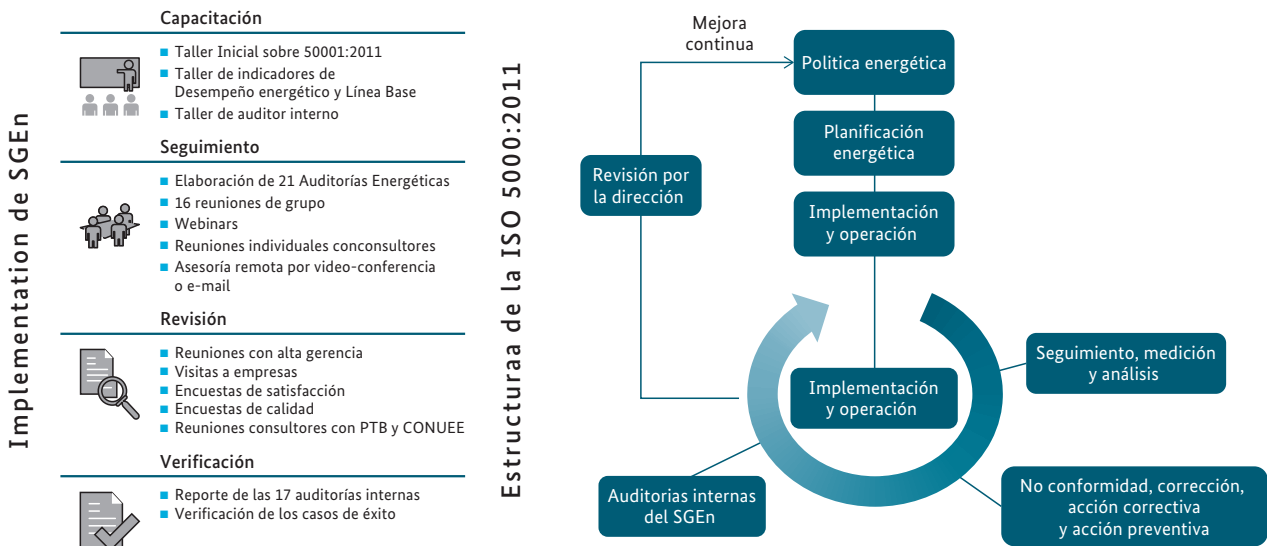 Implementation de SGEn
Capacitación
Taller Inicial sobre 50001:2011
Taller de indicadores de
Desempeño energético y Línea Base
Taller de auditor interno
Seguimiento
Elaboración de 21 Auditorías Energéticas
16 reuniones de grupo
Webinars
Reuniones individuales conconsultores
Asesoría remota por video-conferencia
o e-mail
Revisión
Reuniones con alta gerencia
Visitas a empresas
Encuestas de satisfacción
Encuestas de calidad
Reuniones consultores con PTB y CONUEE
Verificación
Reporte de las 17 auditorías internas
Verificación de los casos de éxito
Estructuraa de la ISO 5000:2011
Mejora
continua
Politica energética
Planificación
energética
Revisión por
la dirección
Implementación
y operación
Implementación
y operación
Seguimiento, medición
y análisis
Auditorias internas
del SGEn
No conformidad, corrección,
acción correctiva
y acción preventiva